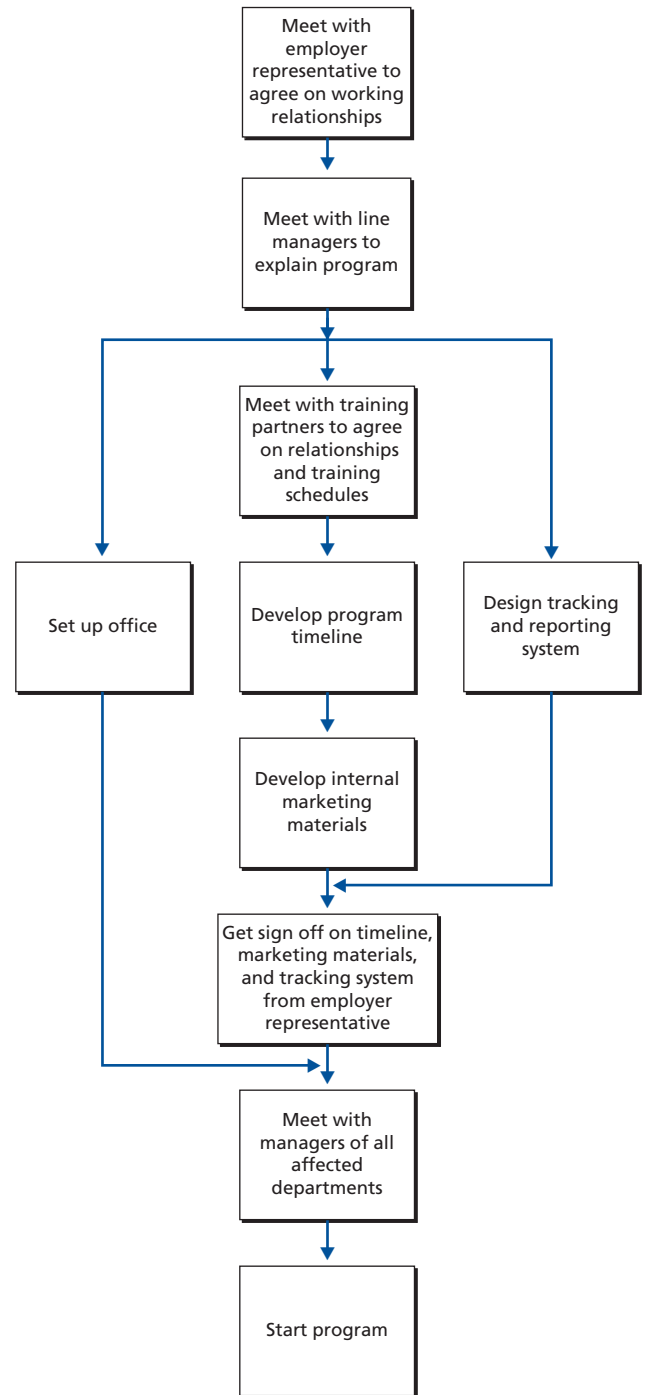 Meet with
employer
representative to
agree on working
relationships
Meet with line
managers to
explain program
Meet with training
partners to agree
on relationships
and training
schedules
Set up office
Develop program
timeline
Design tracking
and reporting
system
Develop internal
marketing
materials
Get sign off on timeline,
marketing materials,
and tracking system
from employer
representative
Meet with
managers of all
affected
departments
Start program